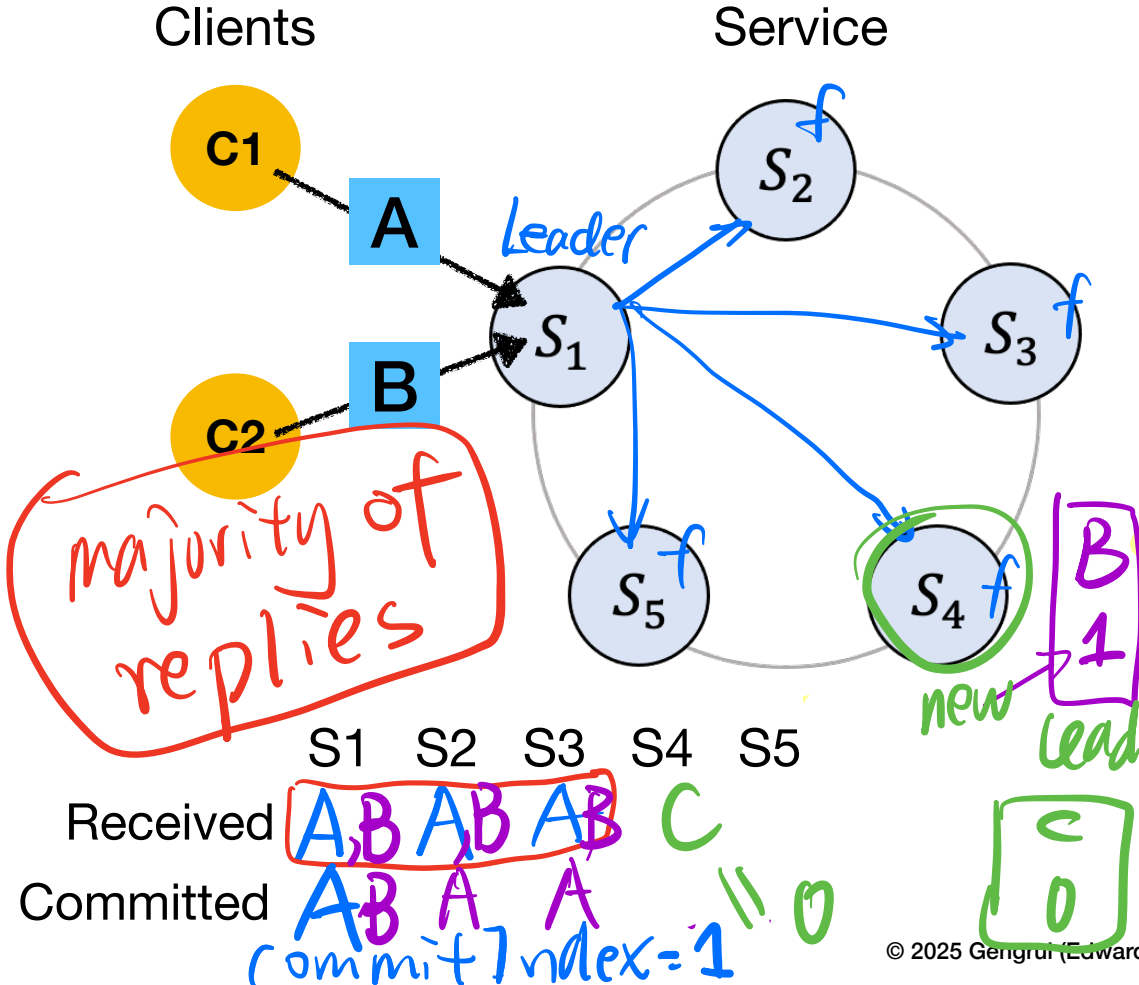 Clients
Service
C1
A
Leader
S₁
S₂ f
S₃ f
B
C2
majority of
replies
S₅ f
S₄ f
B
1
new
Lead
S1 S2 S3 S4 S5
Received A,B A,B AB C
Committed AB A A " 0
commitIndex=1
C
0
© 2025 Gengrui (Edward